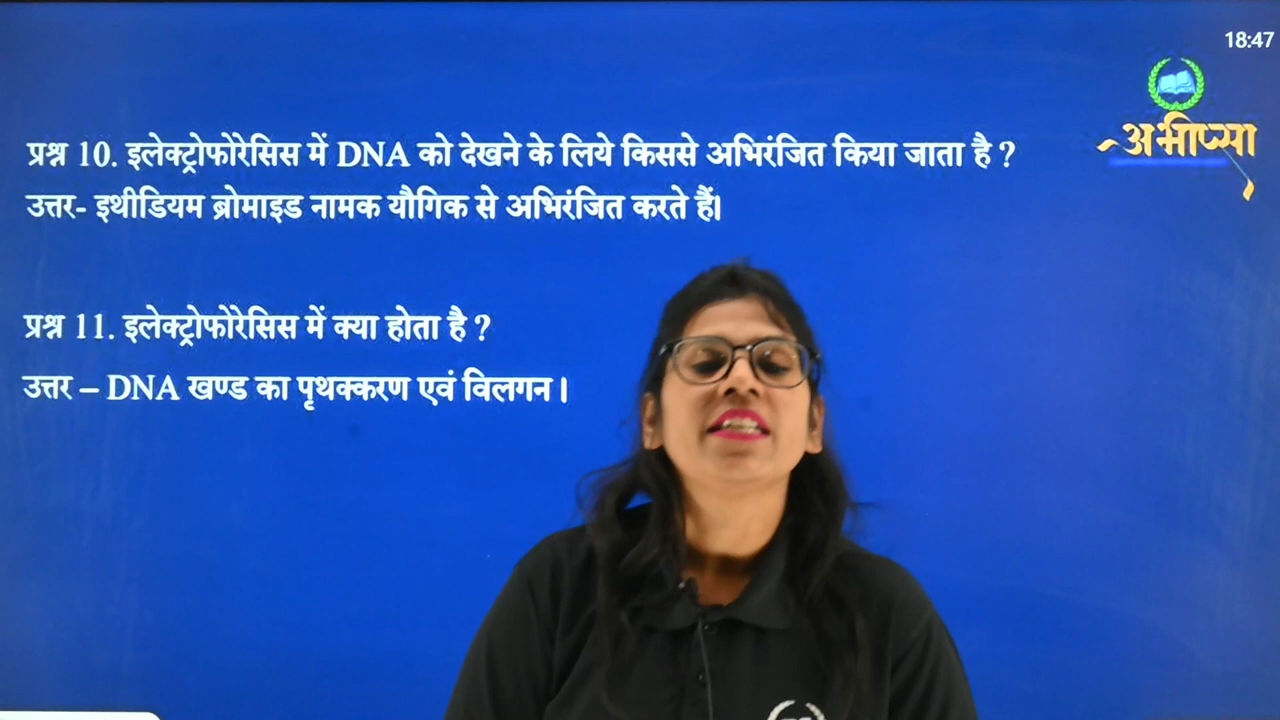 18:47
अभीप्सा
प्रश्न 10. इलेक्ट्रोफोरेसिस में DNA को देखने के लिये किससे अभिरंजित किया जाता है ?
उत्तर- इथीडियम ब्रोमाइड नामक यौगिक से अभिरंजित करते हैं।
प्रश्न 11. इलेक्ट्रोफोरेसिस में क्या होता है ?
उत्तर – DNA खण्ड का पृथक्करण एवं विलगन ।